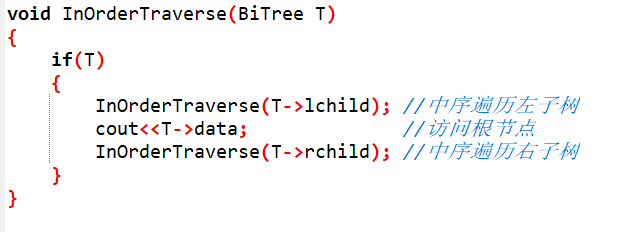 void InOrderTraverse(BiTree T)
{
if(T)
{
InOrderTraverse(T->lchild); //中序遍历左子树
cout<<T->data; //访问根节点
InOrderTraverse(T->rchild); //中序遍历右子树
}
}